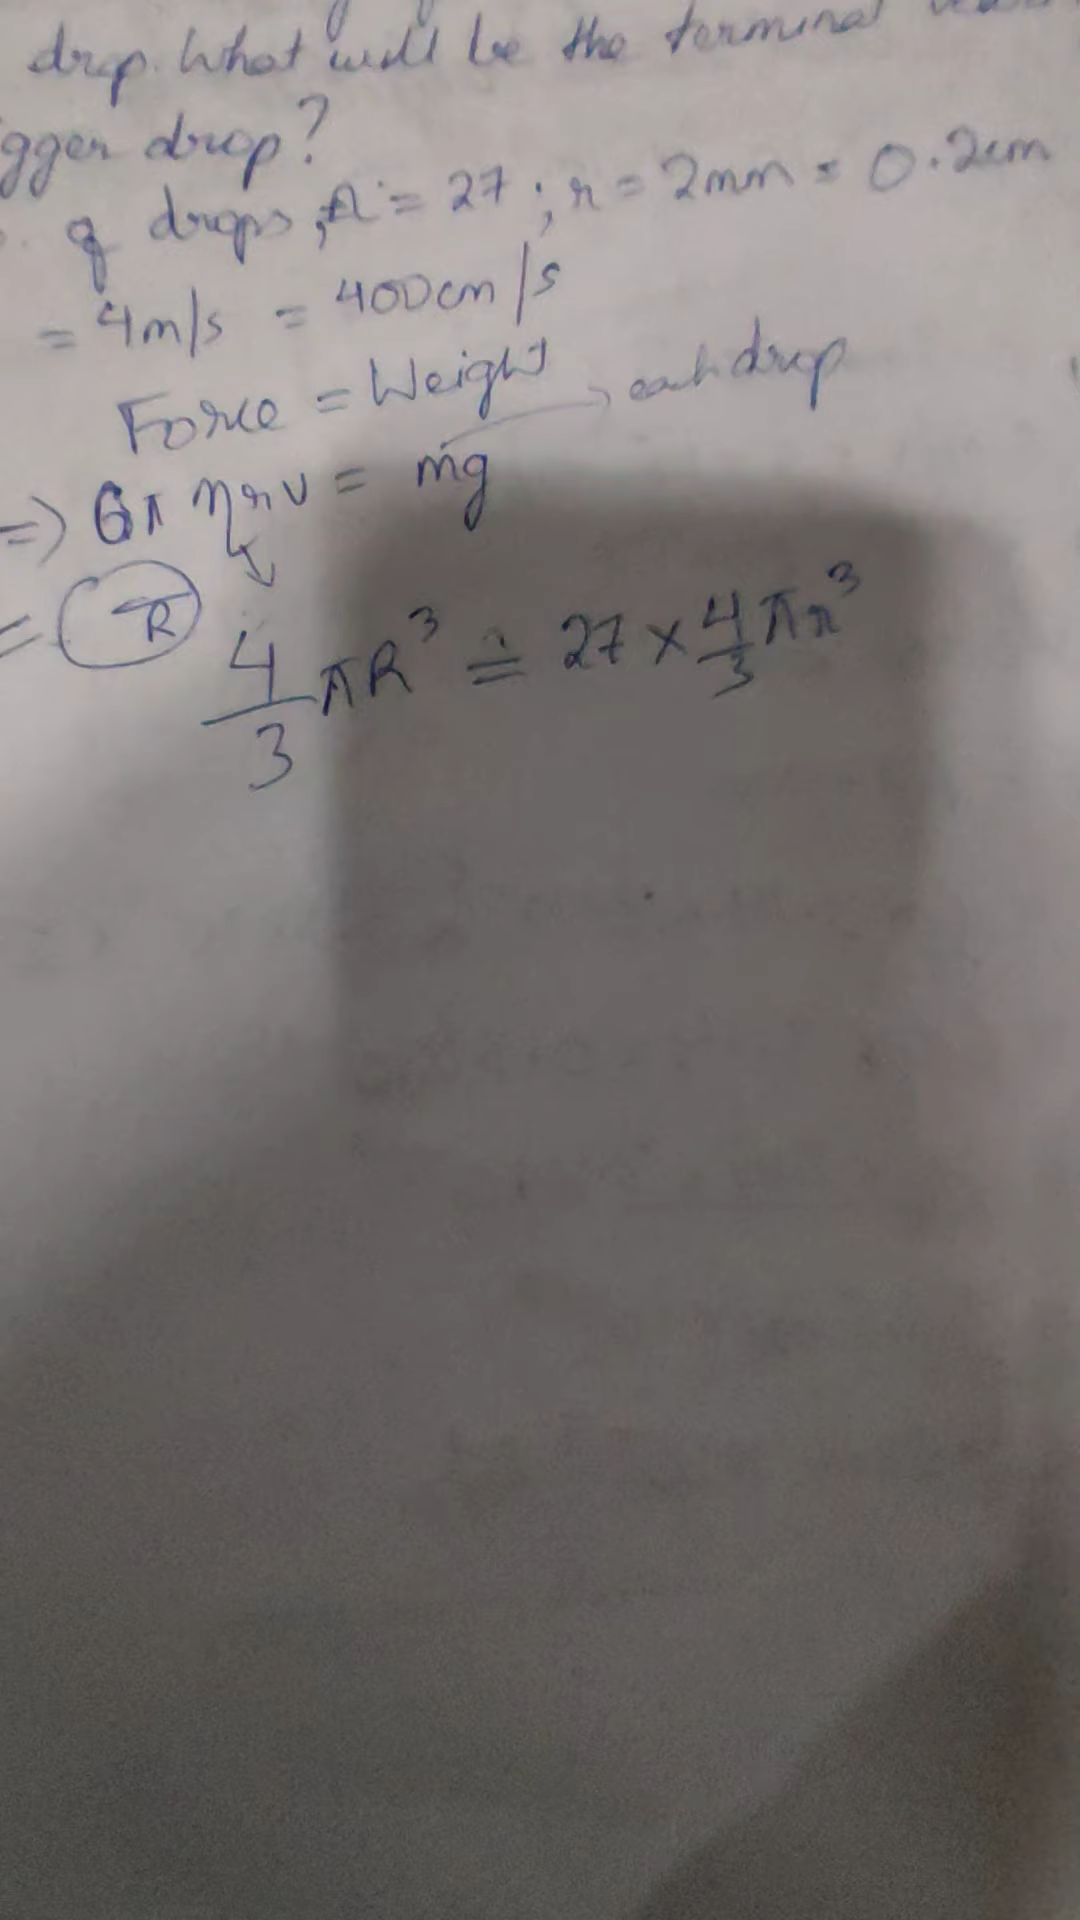 drop. What will be the terminal
gger drop?
. of drops, n = 27 ; r = 2mm = 0.2cm
= 4m/s = 400cm/s
Force = Weight
→ each drop
=> 6π η r v = mg
= R 4/3 πR³ = 27 × 4/3 πr³